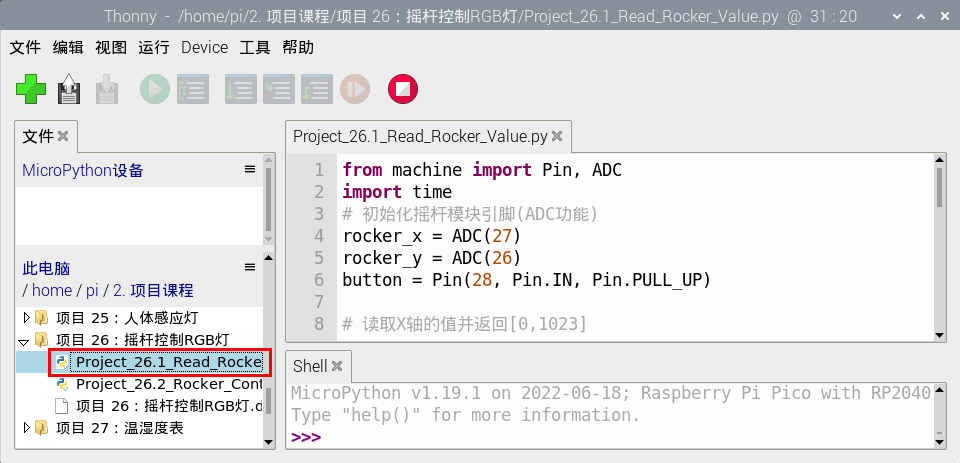 Thonny - /home/pi/2. 项目课程/项目 26：摇杆控制RGB灯/Project_26.1_Read_Rocker_Value.py @ 31 : 20
文件 编辑 视图 运行 Device 工具 帮助
文件
MicroPython设备
此电脑
/ home / pi / 2. 项目课程
项目 25：人体感应灯
项目 26：摇杆控制RGB灯
Project_26.1_Read_Rocke
Project_26.2_Rocker_Cont
项目 26：摇杆控制RGB灯.d
项目 27：温湿度表
Project_26.1_Read_Rocker_Value.py
1 from machine import Pin, ADC
2 import time
3 # 初始化摇杆模块引脚(ADC功能)
4 rocker_x = ADC(27)
5 rocker_y = ADC(26)
6 button = Pin(28, Pin.IN, Pin.PULL_UP)
7
8 # 读取X轴的值并返回[0,1023]
Shell
MicroPython v1.19.1 on 2022-06-18; Raspberry Pi Pico with RP2040
Type "help()" for more information.
>>>